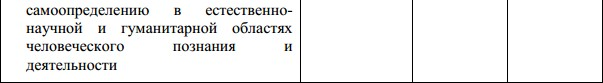 самоопределению в естественно-
научной и гуманитарной областях
человеческого познания и
деятельности